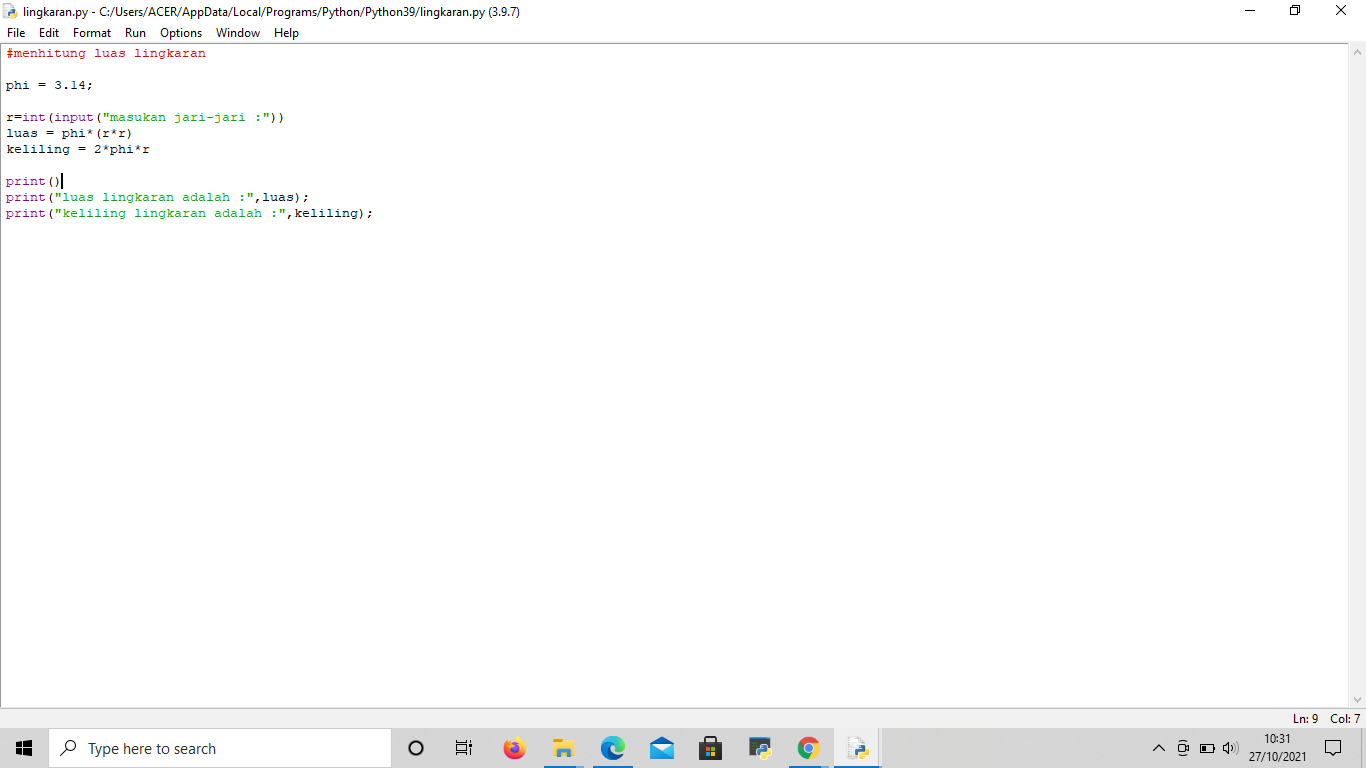 lingkaran.py - C:/Users/ACER/AppData/Local/Programs/Python/Python39/lingkaran.py (3.9.7)
File Edit Format Run Options Window Help
#menhitung luas lingkaran
phi = 3.14;
r=int(input("masukan jari-jari :"))
luas = phi*(r*r)
keliling = 2*phi*r
print()
print("luas lingkaran adalah :",luas);
print("keliling lingkaran adalah :",keliling);
Ln: 9 Col: 7
Type here to search
10:31
27/10/2021